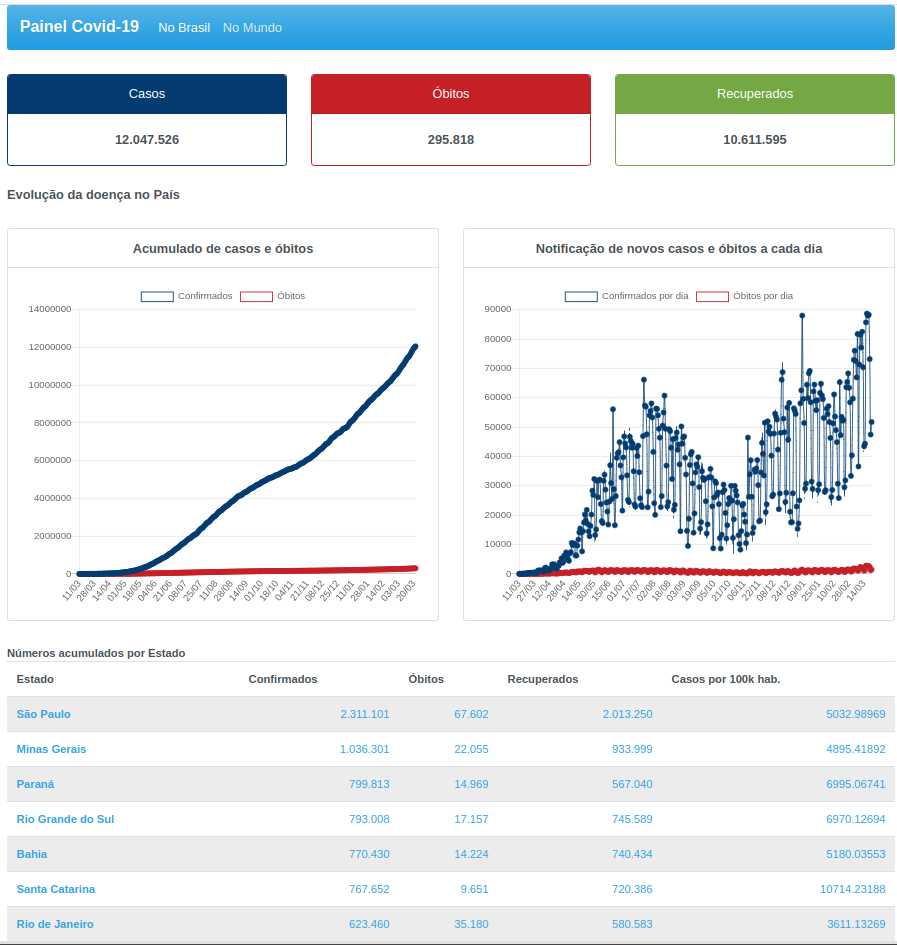 Painel Covid-19 No Brasil No Mundo
Casos Óbitos Recuperados
12.047.526 295.818 10.611.595
Evolução da doença no País
Acumulado de casos e óbitos
Confirmados Óbitos
14000000
12000000
10000000
8000000
6000000
4000000
2000000
0
11/03 28/03 14/04 01/05 18/05 04/06 21/06 08/07 25/07 11/08 28/08 14/09 01/10 18/10 04/11 21/11 08/12 25/12 11/01 28/01 14/02 03/03 20/03
Notificação de novos casos e óbitos a cada dia
Confirmados por dia Óbitos por dia
90000
80000
70000
60000
50000
40000
30000
20000
10000
0
11/03 27/03 12/04 28/04 14/05 30/05 15/06 01/07 17/07 02/08 18/08 03/09 19/09 05/10 21/10 06/11 22/11 08/12 24/12 09/01 25/01 10/02 26/02 14/03
Números acumulados por Estado
Estado Confirmados Óbitos Recuperados Casos por 100k hab.
São Paulo 2.311.101 67.602 2.013.250 5032.98969
Minas Gerais 1.036.301 22.055 933.999 4895.41892
Paraná 799.813 14.969 567.040 6995.06741
Rio Grande do Sul 793.008 17.157 745.589 6970.12694
Bahia 770.430 14.224 740.434 5180.03553
Santa Catarina 767.652 9.651 720.386 10714.23188
Rio de Janeiro 623.460 35.180 580.583 3611.13269